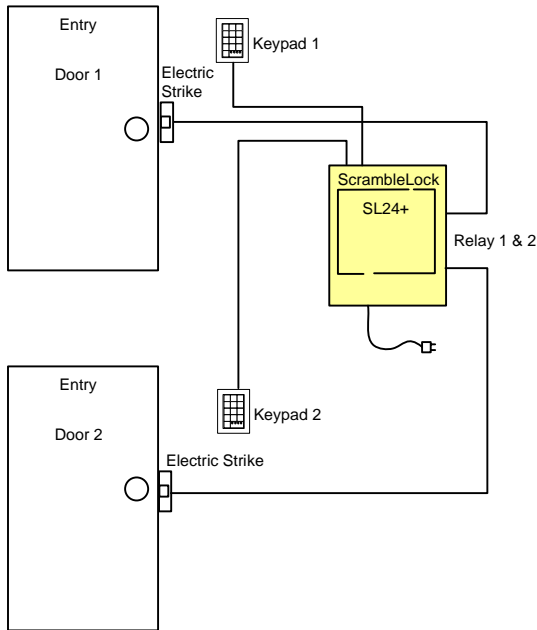 Entry
Door 1
Electric
Strike
Keypad 1
ScrambleLock
SL24+
Relay 1 & 2
Entry
Door 2
Keypad 2
Electric Strike